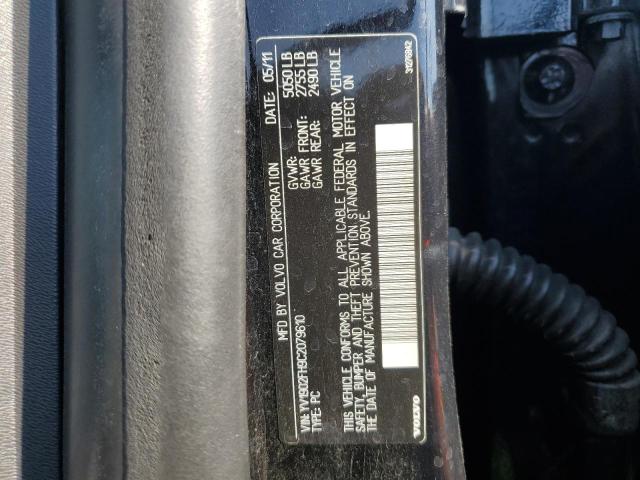 MFD BY VOLVO CAR CORPORATION DATE: 05/11
GVWR: 5050 LB
GAWR FRONT: 2755 LB
GAWR REAR: 2490 LB
VIN: YV1902FH9C2079610
TYPE: PC
THIS VEHICLE CONFORMS TO ALL APPLICABLE FEDERAL MOTOR VEHICLE
SAFETY, BUMPER AND THEFT PREVENTION STANDARDS IN EFFECT ON
THE DATE OF MANUFACTURE SHOWN ABOVE.
VOLVO 31276842